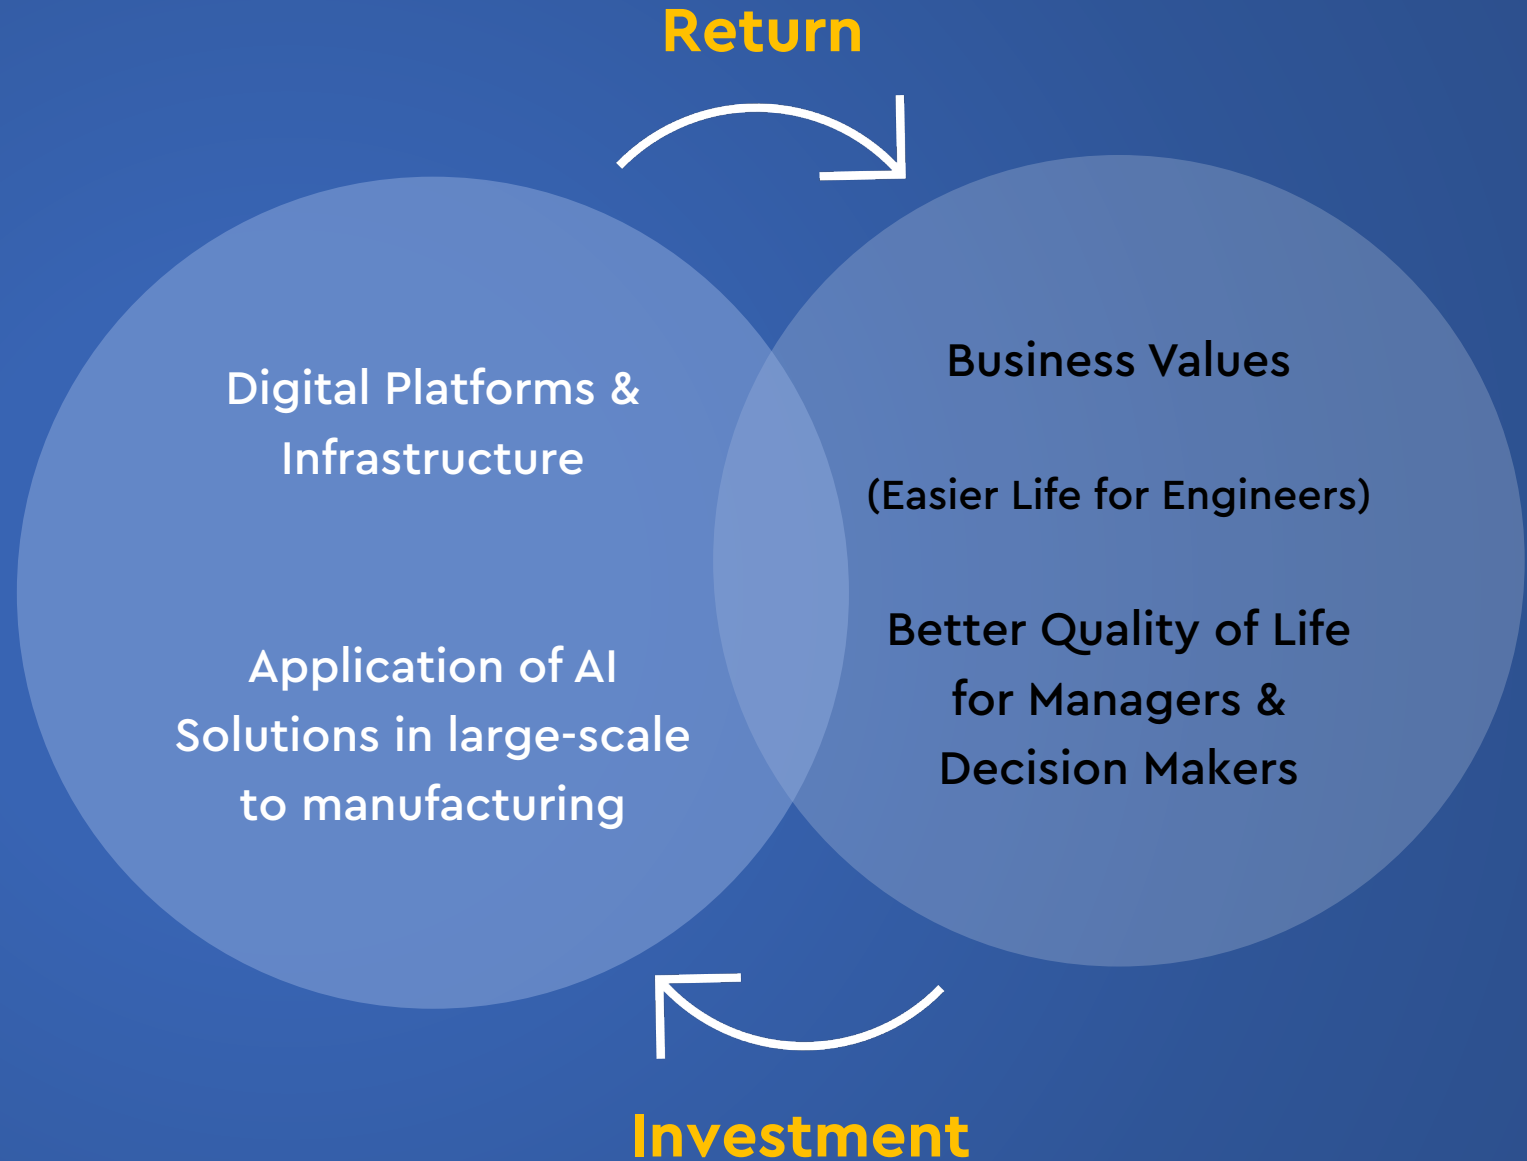 Return
Digital Platforms &
Infrastructure
Application of AI
Solutions in large-scale
to manufacturing
Business Values
(Easier Life for Engineers)
Better Quality of Life
for Managers &
Decision Makers
Investment